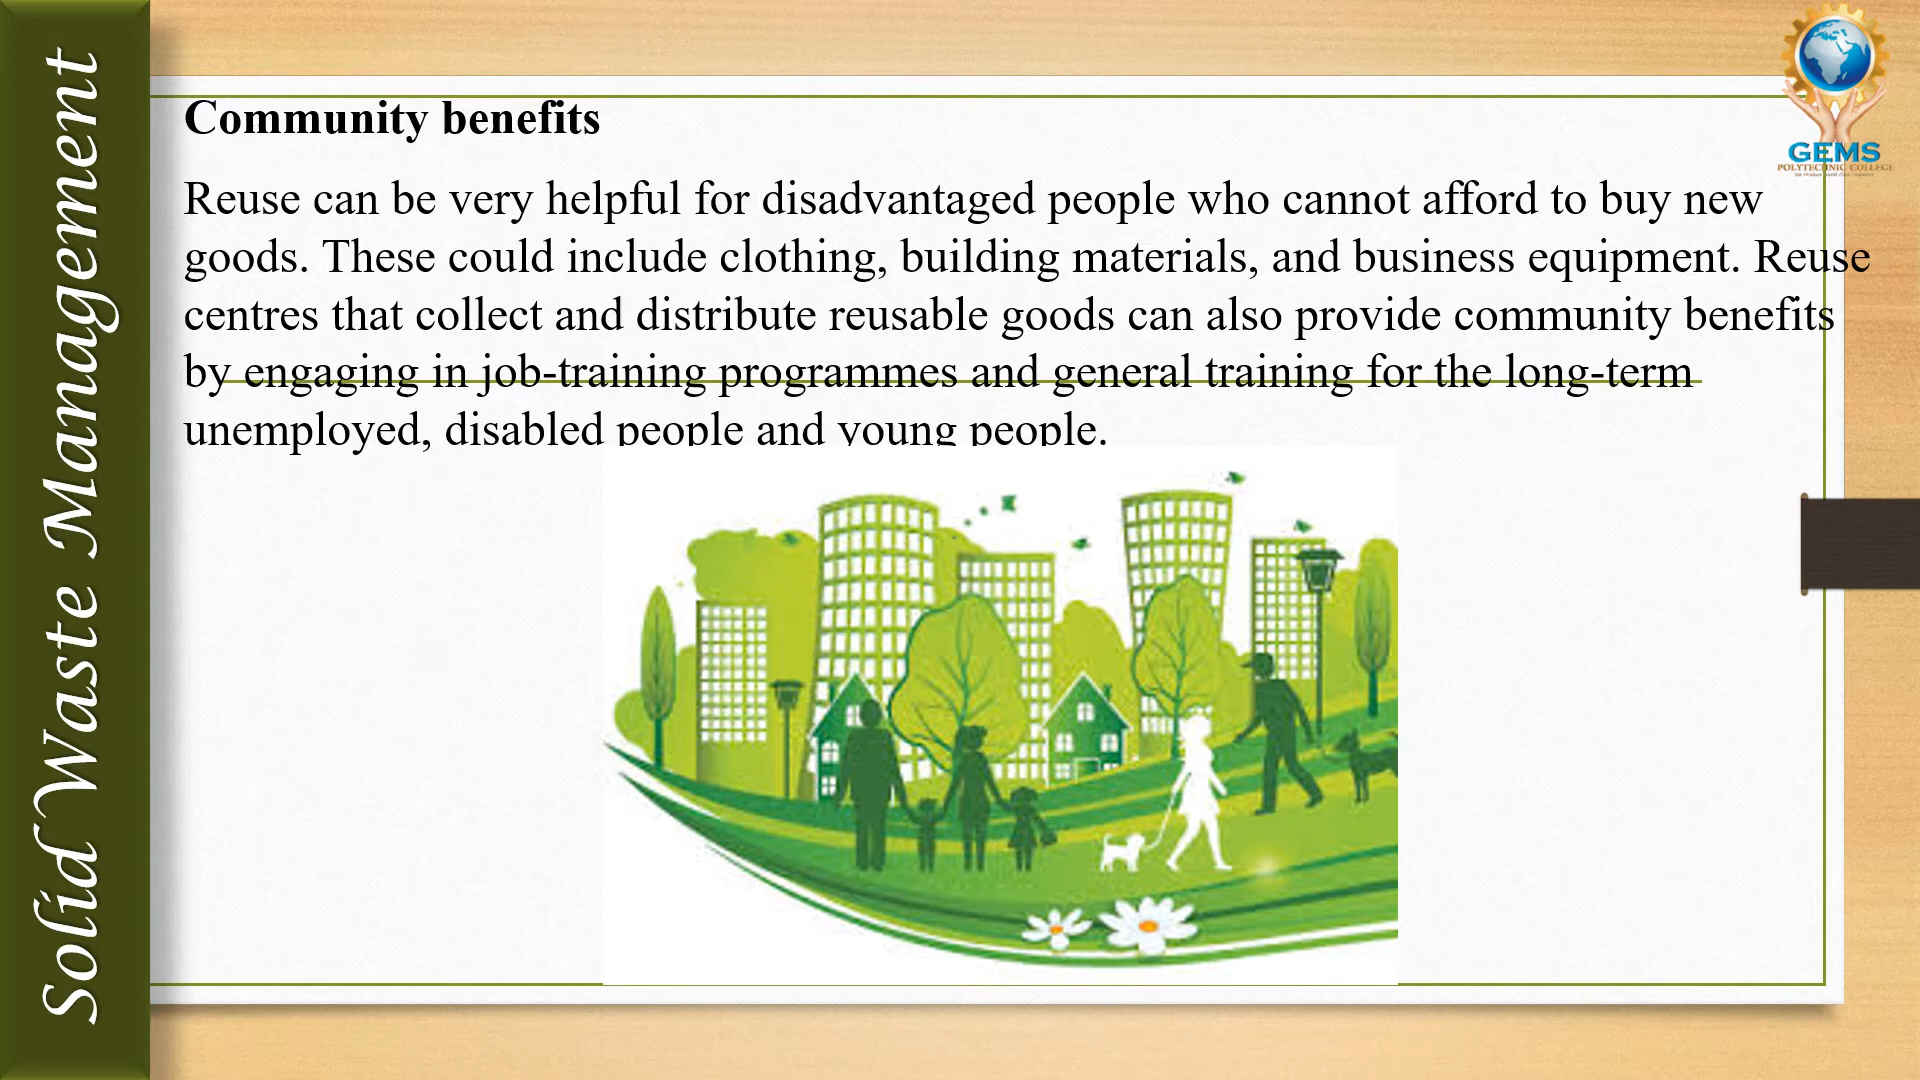 Solid Waste Management
Community benefits
Reuse can be very helpful for disadvantaged people who cannot afford to buy new
goods. These could include clothing, building materials, and business equipment. Reuse
centres that collect and distribute reusable goods can also provide community benefits
by engaging in job-training programmes and general training for the long-term
unemployed, disabled people and young people.
GEMS
POLYTECHNIC COLLEGE